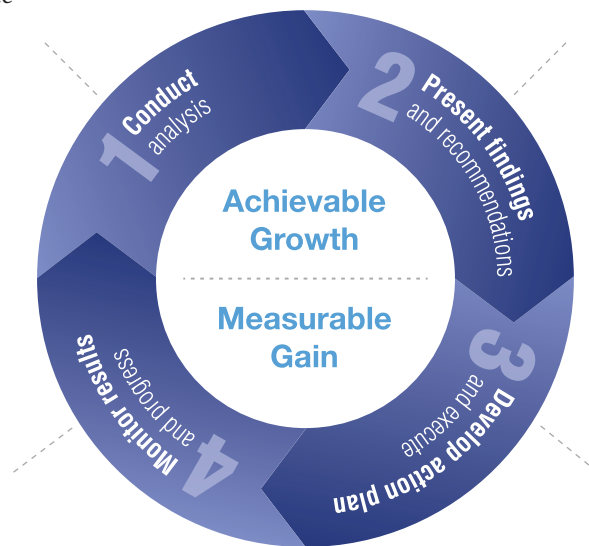 1 Conduct
analysis
2 Present findings
and recommendations
3 Develop action plan
and execute
4 Monitor results
and progress
Achievable
Growth
Measurable
Gain